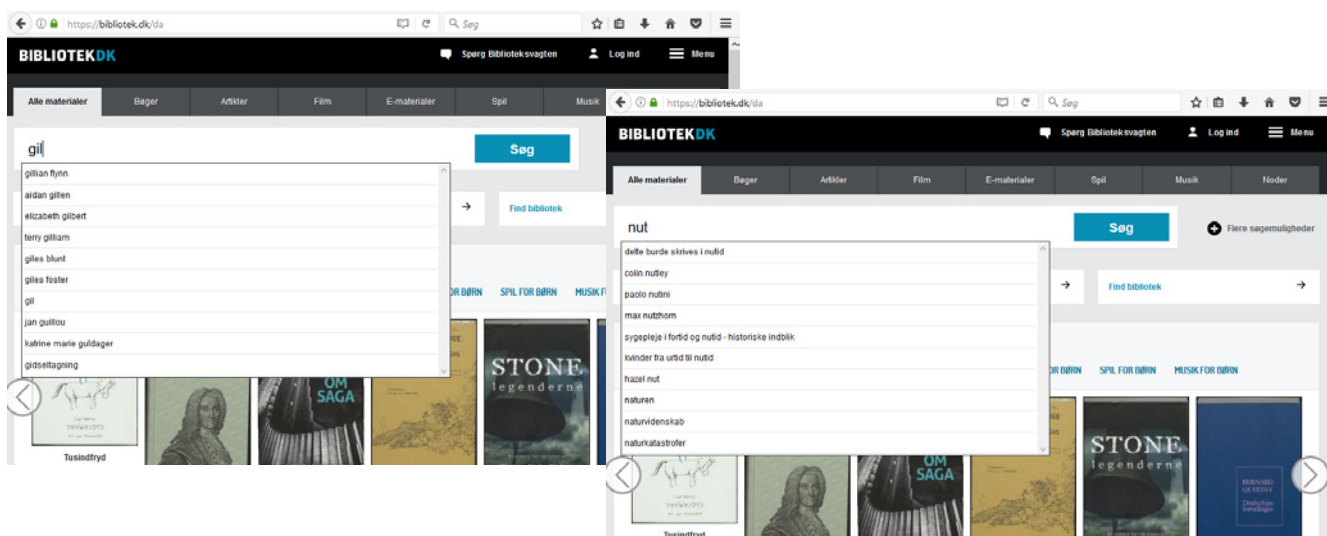 https://bibliotek.dk/da
Søg
BIBLIOTEKDK
Spørg Biblioteksvagten
Log ind
Menu
Alle materialer
Bøger
Artikler
Film
E-materialer
Spil
Musik
gil
Søg
gillian flynn
aidan gillen
elizabeth gilbert
terry gilliam
giles blunt
giles foster
gil
jan guillou
katrine marie guldager
gidseltagning
Find bibliotek
OR BØRN
SPIL FOR BØRN
MUSIK F
OM
SAGA
STONE
legenderne
Tusindfryd
https://bibliotek.dk/da
Søg
BIBLIOTEKDK
Spørg Biblioteksvagten
Log ind
Menu
Alle materialer
Bøger
Artikler
Film
E-materialer
Spil
Musik
Noder
nut
Søg
Flere søgemuligheder
dette burde skrives i nutid
colin nutley
paolo nutini
max nutzhorn
sygepleje i fortid og nutid - historiske indblik
kvinder fra urtid til nutid
hazel nut
naturen
naturvidenskab
naturkatastrofer
Find bibliotek
OR BØRN
SPIL FOR BØRN
MUSIK FOR BØRN
OM
SAGA
STONE
legenderne
BERNARD
Tusindfryd